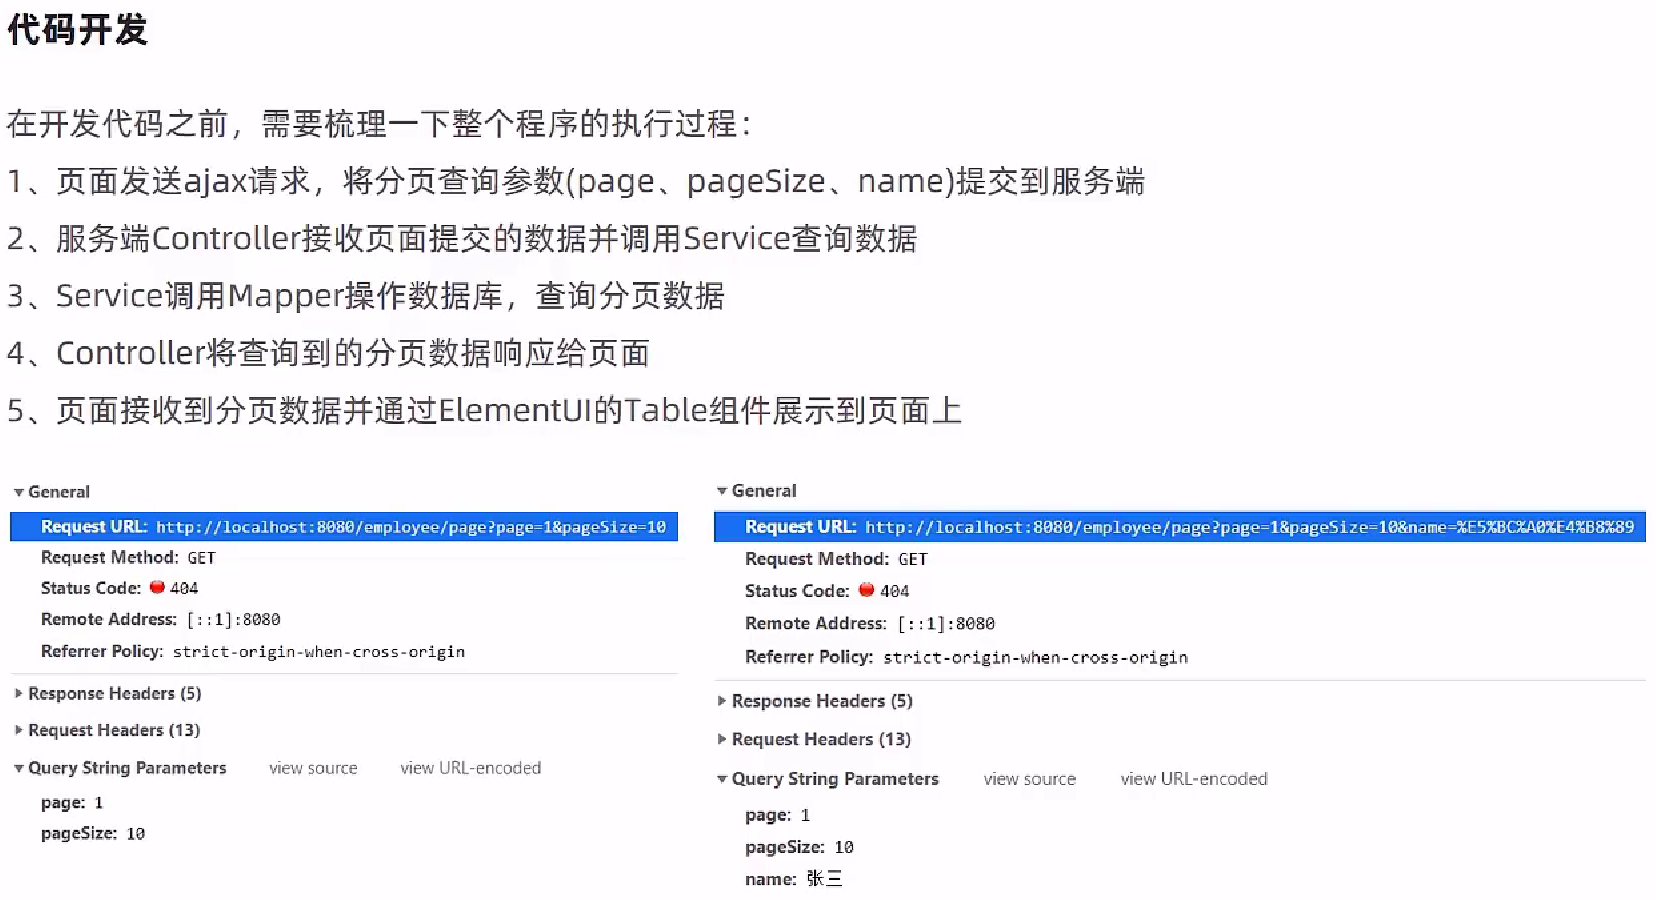 代码开发
在开发代码之前，需要梳理一下整个程序的执行过程：
1、页面发送ajax请求，将分页查询参数(page、pageSize、name)提交到服务端
2、服务端Controller接收页面提交的数据并调用Service查询数据
3、Service调用Mapper操作数据库，查询分页数据
4、Controller将查询到的分页数据响应给页面
5、页面接收到分页数据并通过ElementUI的Table组件展示到页面上
General
Request URL: http://localhost:8080/employee/page?page=1&pageSize=10
Request Method: GET
Status Code: 404
Remote Address: [::1]:8080
Referrer Policy: strict-origin-when-cross-origin
Response Headers (5)
Request Headers (13)
Query String Parameters view source view URL-encoded
page: 1
pageSize: 10
General
Request URL: http://localhost:8080/employee/page?page=1&pageSize=10&name=%E5%BC%A0%E4%B8%89
Request Method: GET
Status Code: 404
Remote Address: [::1]:8080
Referrer Policy: strict-origin-when-cross-origin
Response Headers (5)
Request Headers (13)
Query String Parameters view source view URL-encoded
page: 1
pageSize: 10
name: 张三